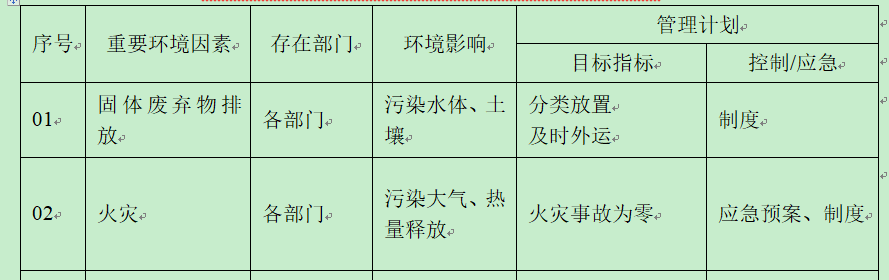 序号 重要环境因素 存在部门 环境影响 管理计划
目标指标 控制/应急
01 固体废弃物排放 各部门 污染水体、土壤 分类放置 及时外运 制度
02 火灾 各部门 污染大气、热量释放 火灾事故为零 应急预案、制度